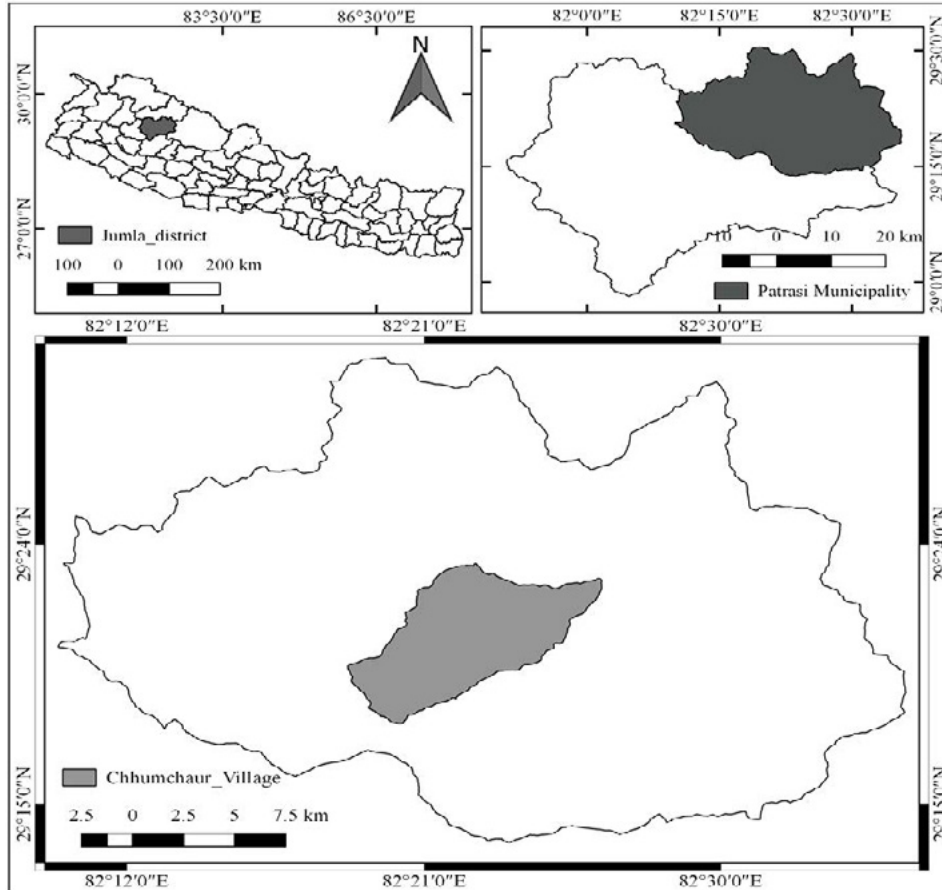 83°30'0"E 86°30'0"E
N
30°0'0"N
27°0'0"N
Jumla_district
100 0 100 200 km
82°0'0"E 82°15'0"E 82°30'0"E
29°30'0"N
29°15'0"N
29°0'0"N
10 0 10 20 km
Patrasi Municipality
82°12'0"E 82°21'0"E 82°30'0"E
29°24'0"N 29°24'0"N
29°15'0"N 29°15'0"N
Chhumchaur_Village
2.5 0 2.5 5 7.5 km
82°12'0"E 82°21'0"E 82°30'0"E